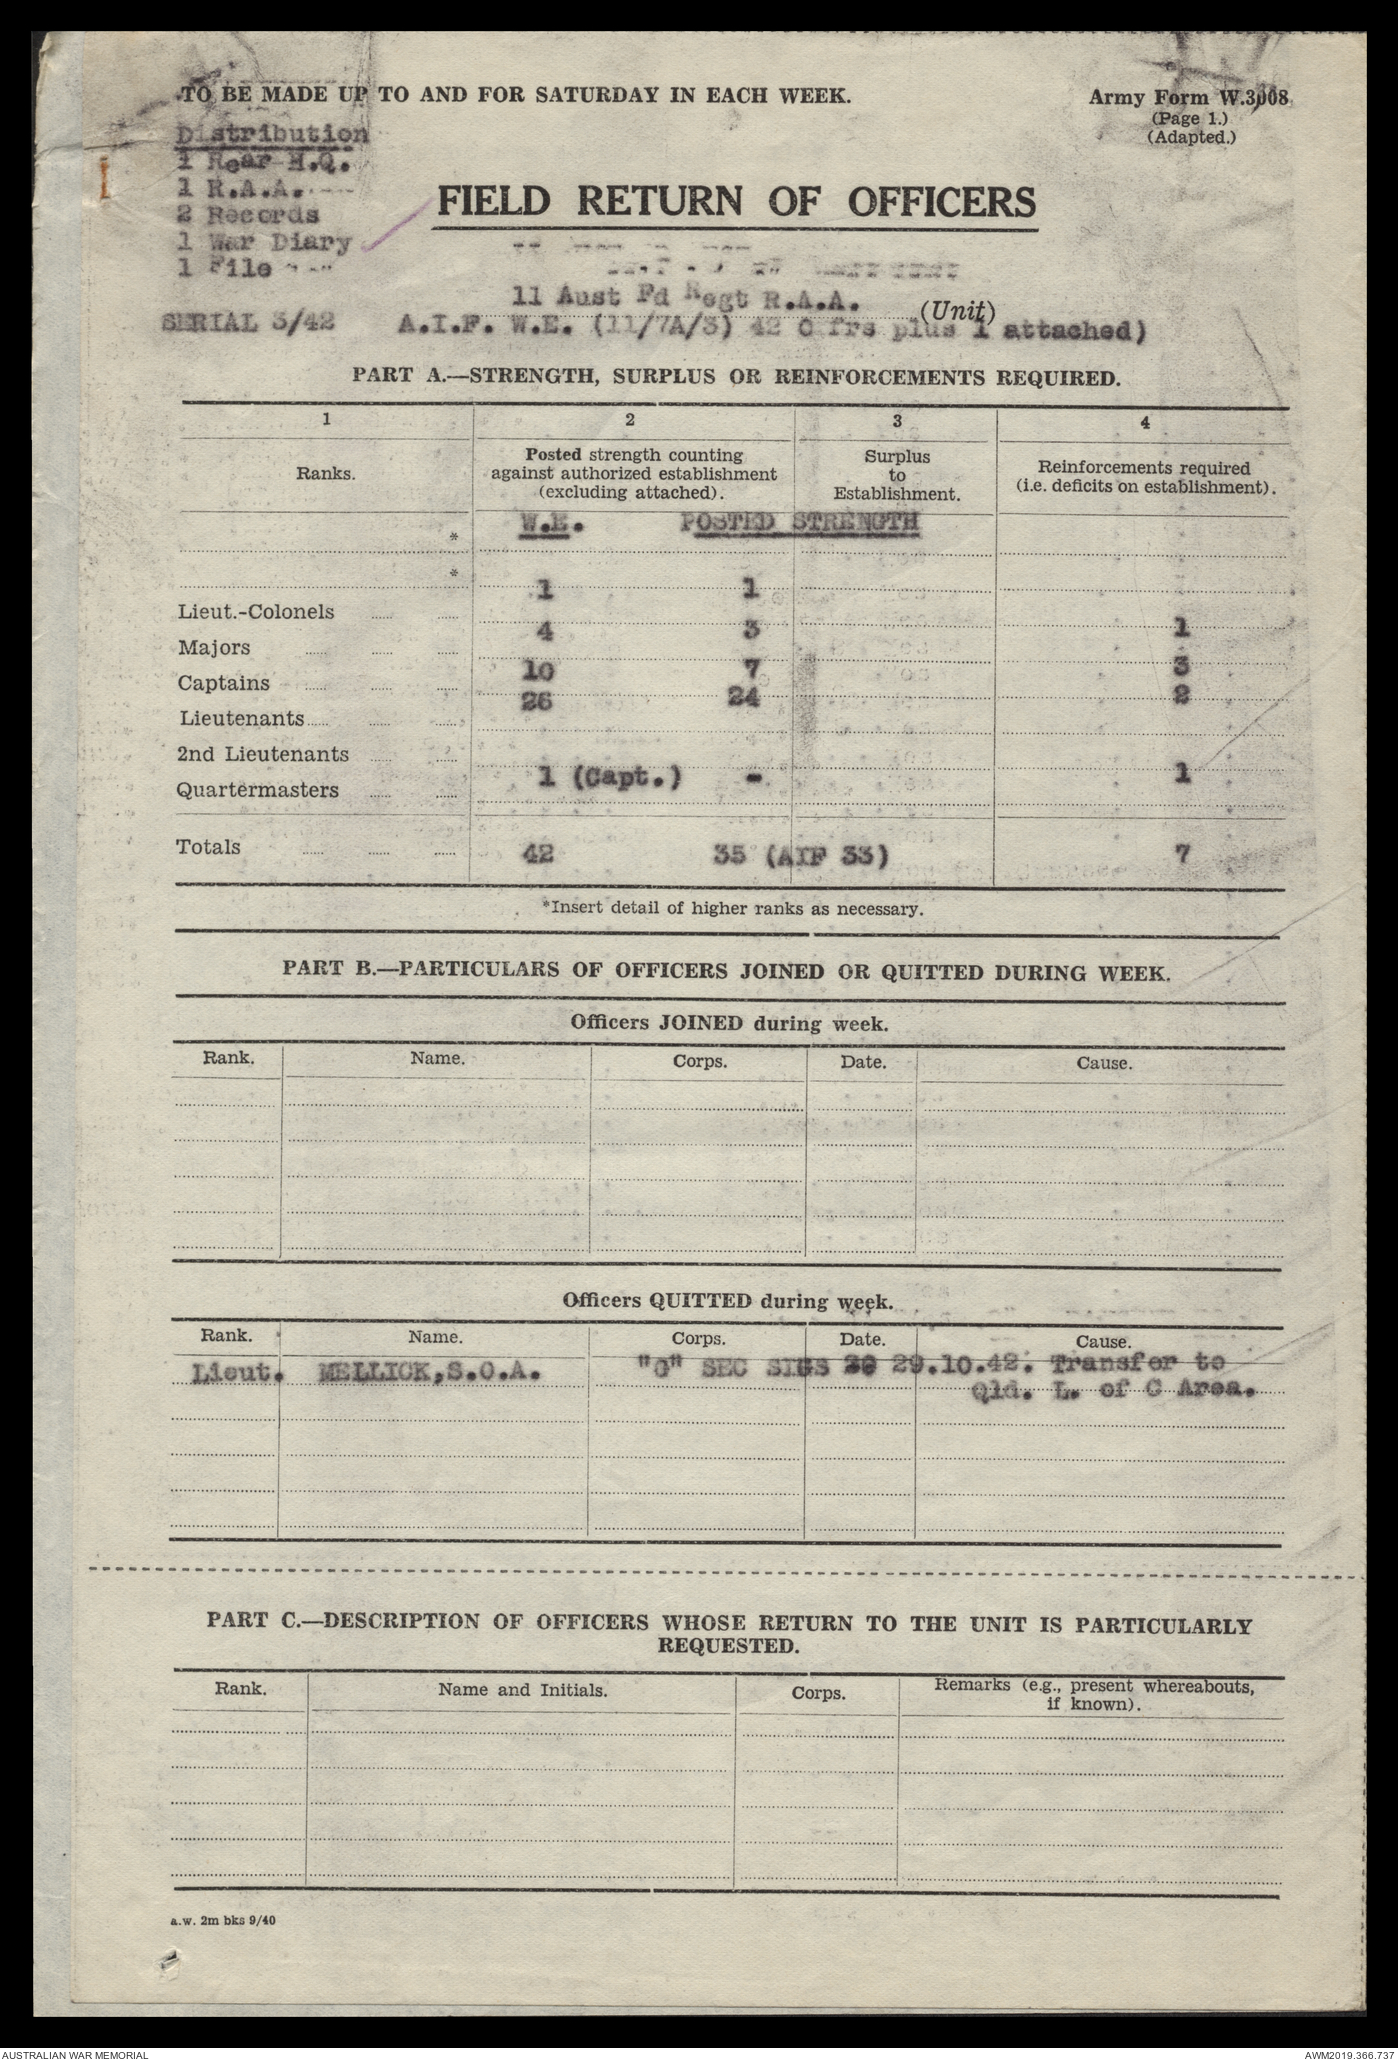 TO BE MADE UP TO AND FOR SATURDAY IN EACH WEEK.
Army Form W.3008
(Page 1.)
(Adapted.)
Distribution
1 Rear H.Q.
1 R.A.A.
2 Records
1 War Diary
1 File
FIELD RETURN OF OFFICERS
11 Aust Fd Regt R.A.A. (Unit)
SERIAL 3/42 A.I.F. W.E. (11/7A/3) 42 O frs plus 1 attached)
PART A.—STRENGTH, SURPLUS OR REINFORCEMENTS REQUIRED.
1 2 3 4
Ranks.
Posted strength counting against authorized establishment (excluding attached).
Surplus to Establishment.
Reinforcements required (i.e. deficits on establishment).
W.E. POSTED STRENGTH
*
*
Lieut.-Colonels 1 1
Majors 4 3 1
Captains 10 7 3
Lieutenants 26 24 2
2nd Lieutenants
Quartermasters 1 (Capt.) - 1
Totals 42 35 (AIF 33) 7
*Insert detail of higher ranks as necessary.
PART B.—PARTICULARS OF OFFICERS JOINED OR QUITTED DURING WEEK.
Officers JOINED during week.
Rank. Name. Corps. Date. Cause.
Officers QUITTED during week.
Rank. Name. Corps. Date. Cause.
Lieut. MELLICK,S.O.A. "G" SEC SIGS 29.10.42. Transfer to
Qld. L. of C Area.
PART C.—DESCRIPTION OF OFFICERS WHOSE RETURN TO THE UNIT IS PARTICULARLY
REQUESTED.
Rank. Name and Initials. Corps. Remarks (e.g., present whereabouts,
if known).
a.w. 2m bks 9/40
AUSTRALIAN WAR MEMORIAL
AWM2019.366.737